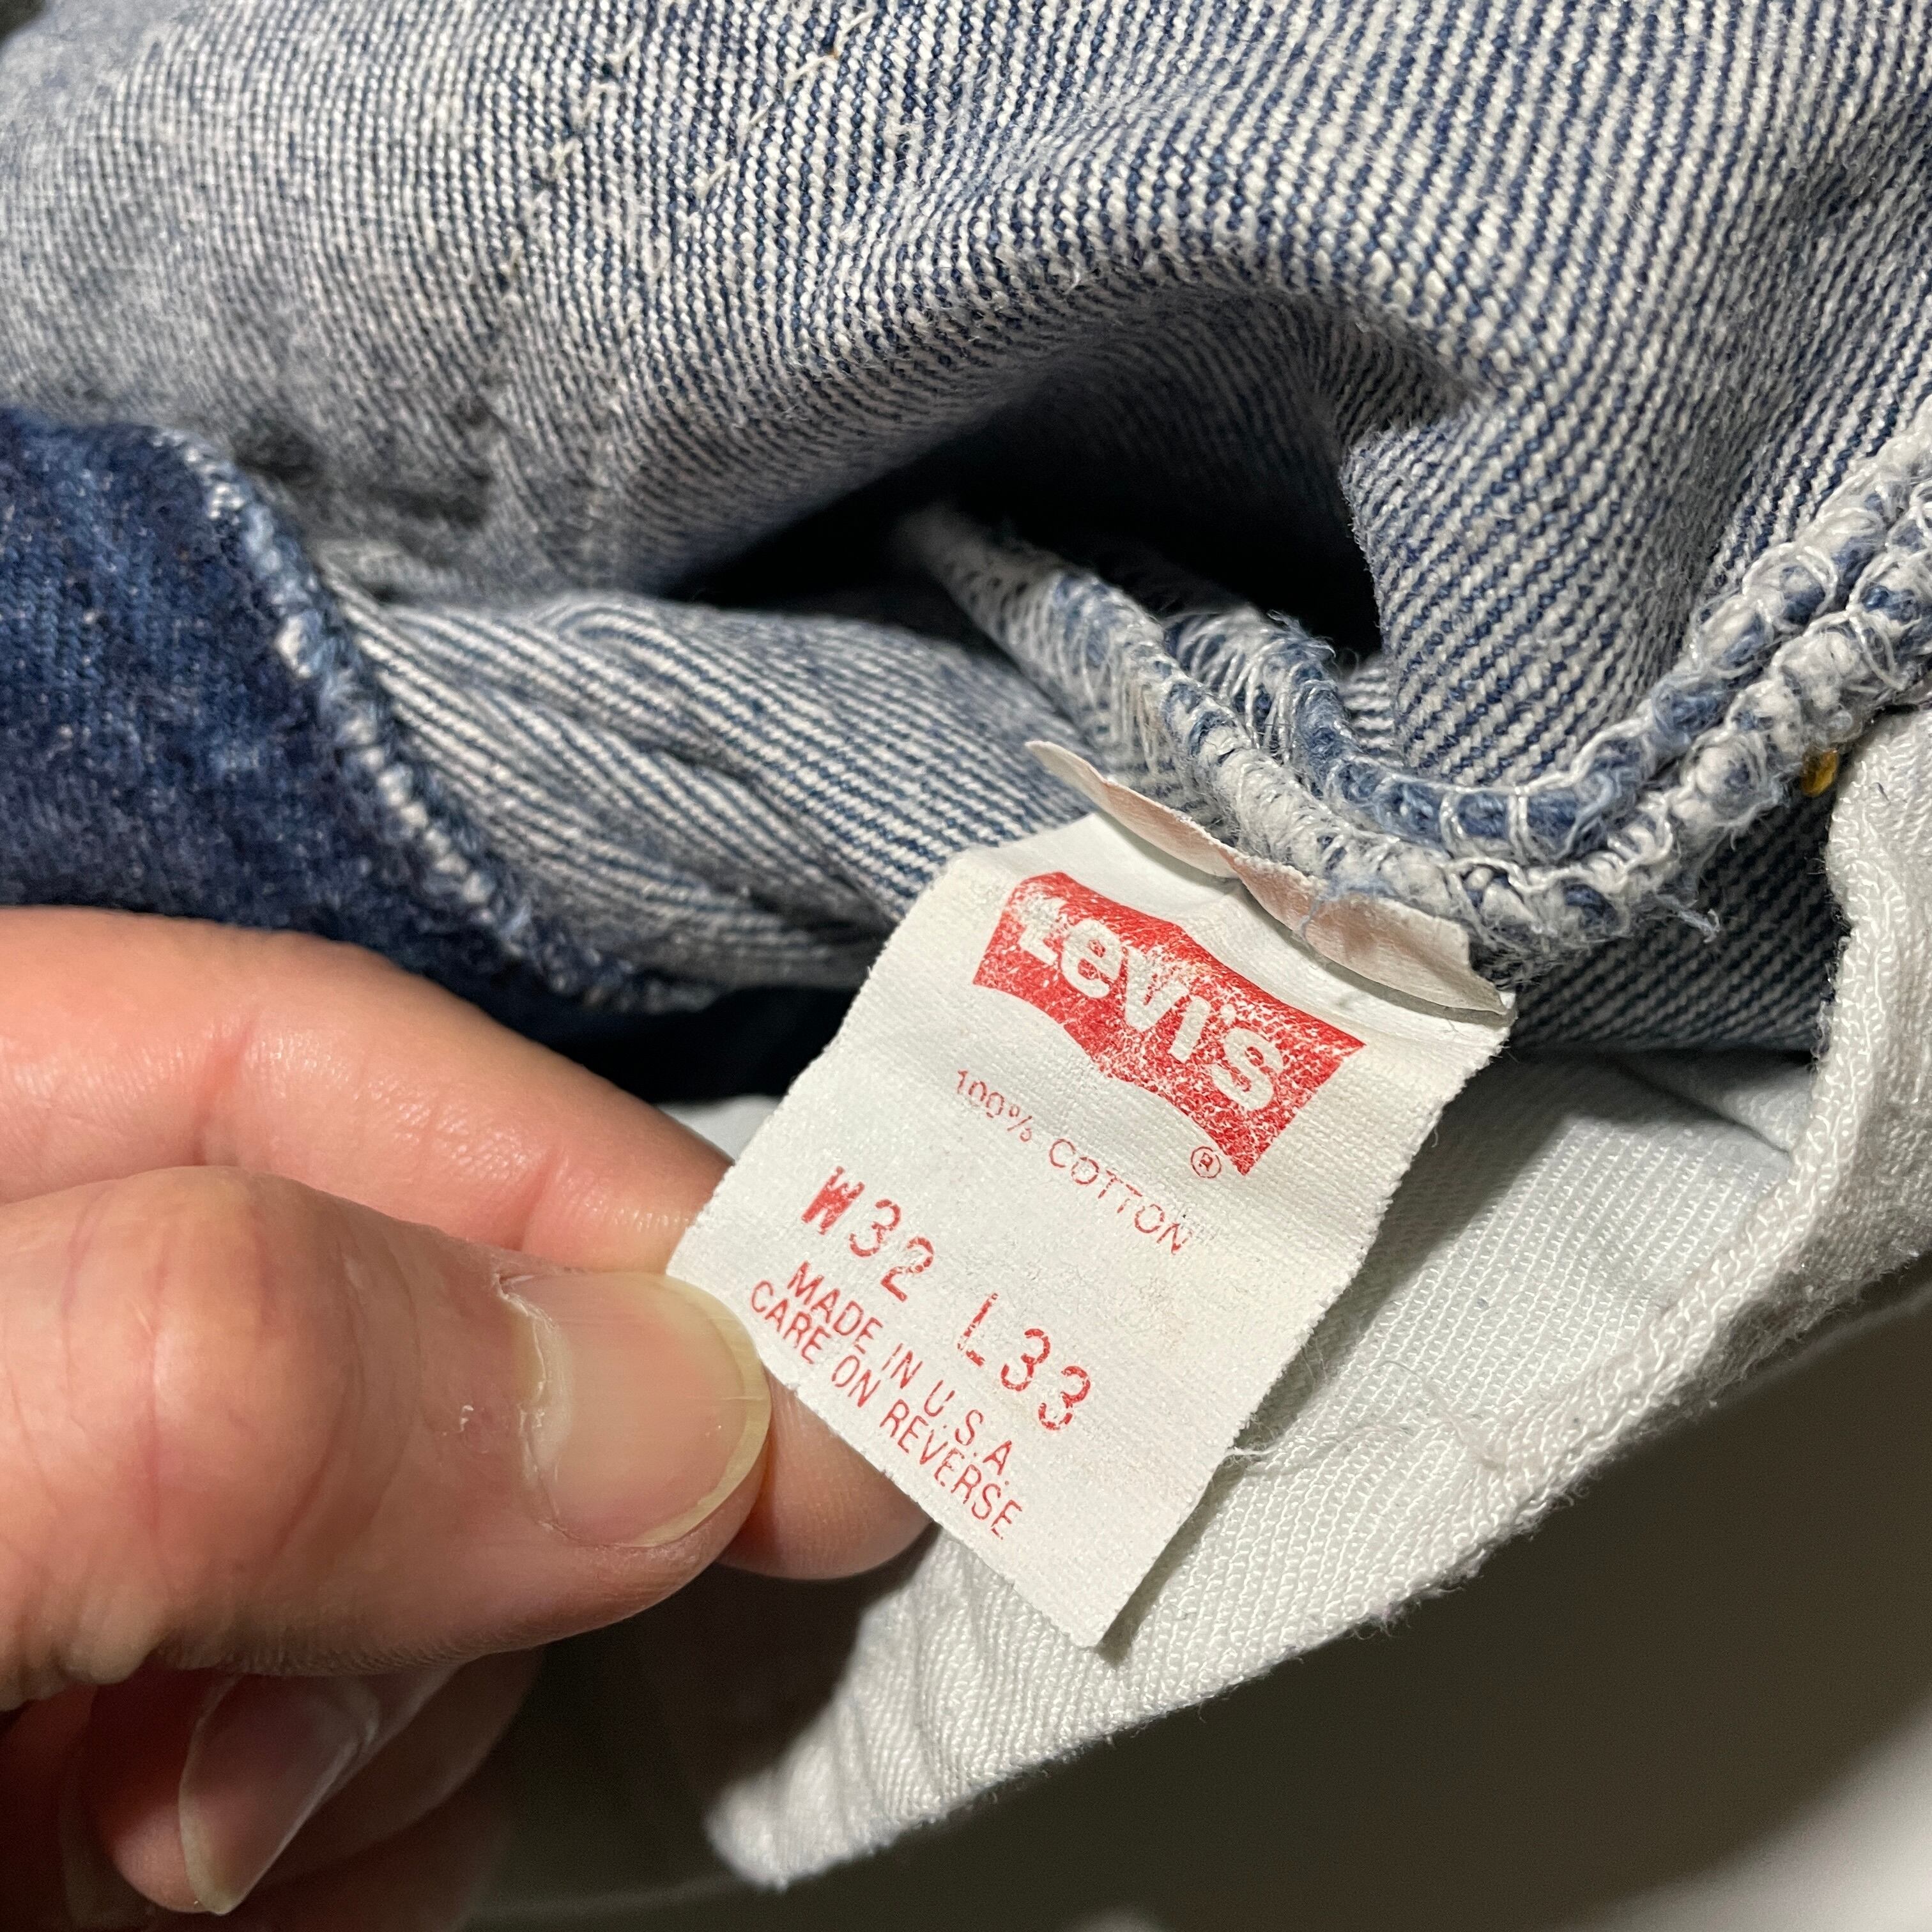 Levi's
®
100% COTTON
W32 L33
MADE IN U.S.A.
CARE ON REVERSE